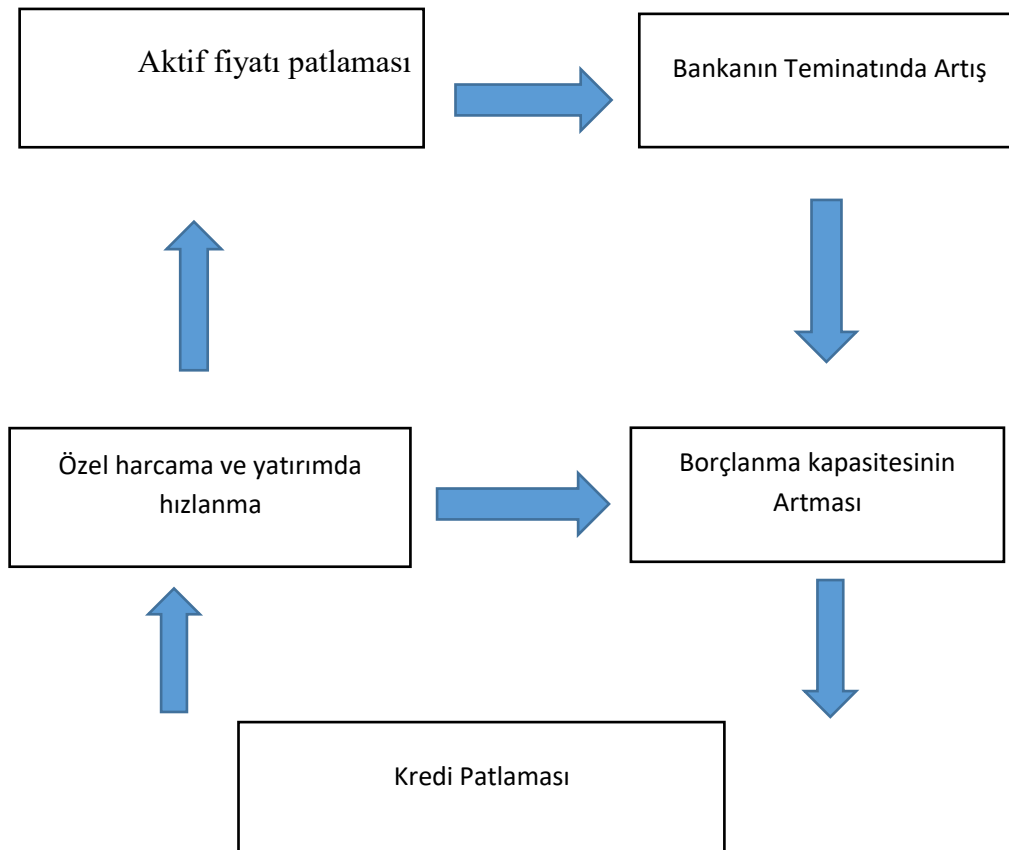 Aktif fiyatı patlaması
Bankanın Teminatında Artış
Özel harcama ve yatırımda
hızlanma
Borçlanma kapasitesinin
Artması
Kredi Patlaması